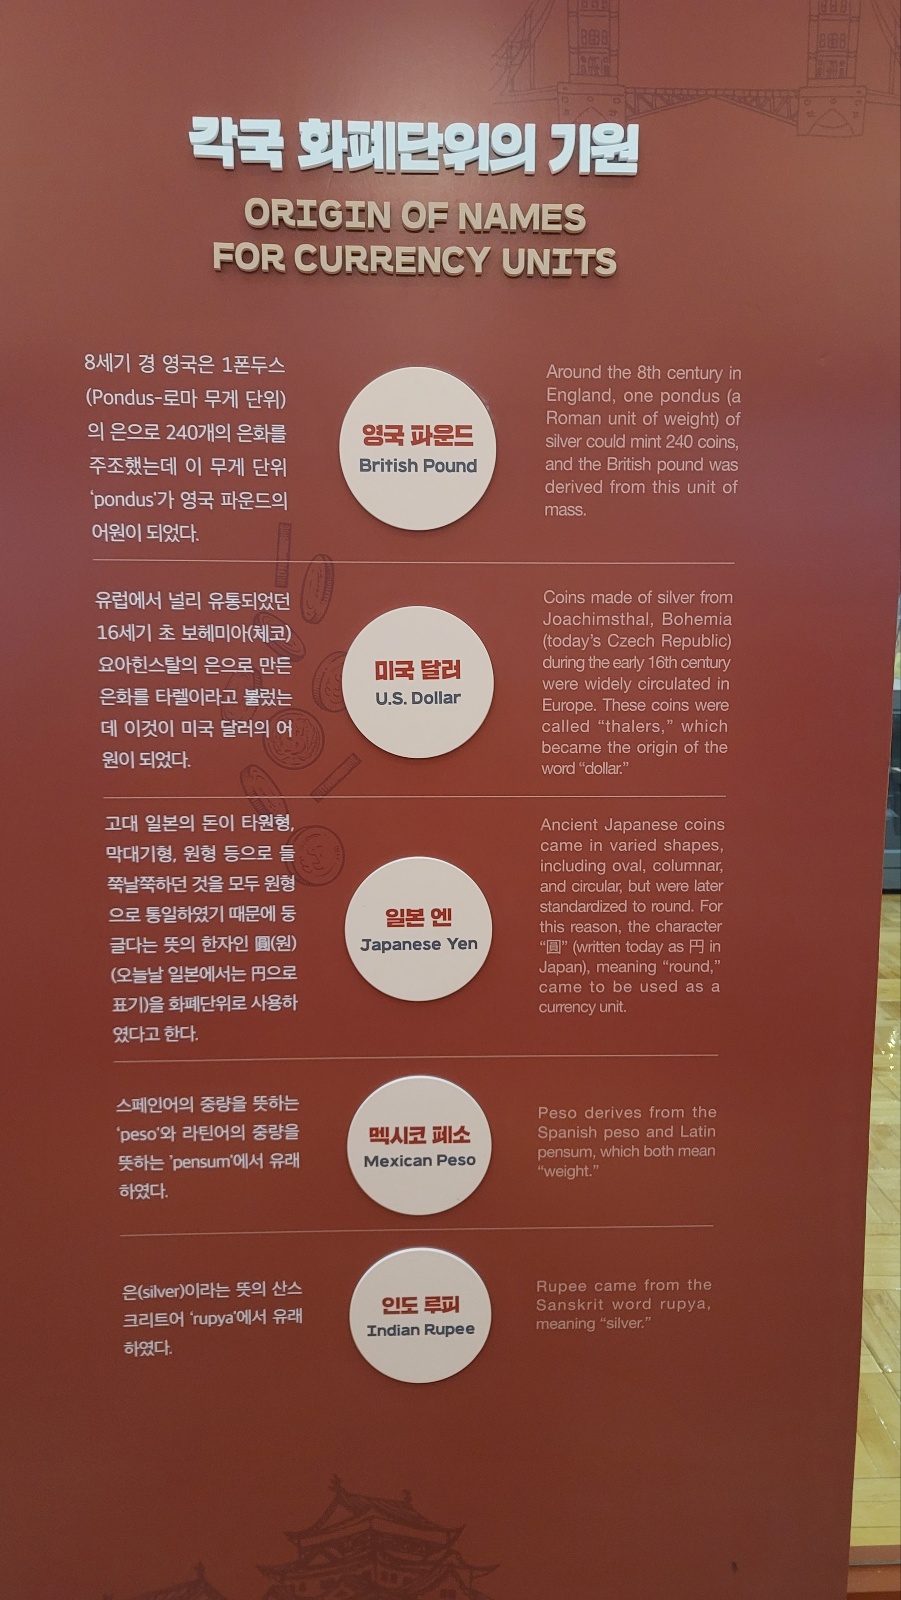 각국 화폐단위의 기원
ORIGIN OF NAMES
FOR CURRENCY UNITS
8세기 경 영국은 1폰두스
(Pondus-로마 무게 단위)
의 은으로 240개의 은화를
주조했는데 이 무게 단위
‘pondus’가 영국 파운드의
어원이 되었다.
영국 파운드
British Pound
Around the 8th century in
England, one pondus (a
Roman unit of weight) of
silver could mint 240 coins,
and the British pound was
derived from this unit of
mass.
유럽에서 널리 유통되었던
16세기 초 보헤미아(체코)
요아힌스탈의 은으로 만든
은화를 타렐이라고 불렀는
데 이것이 미국 달러의 어
원이 되었다.
미국 달러
U.S. Dollar
Coins made of silver from
Joachimsthal, Bohemia
(today’s Czech Republic)
during the early 16th century
were widely circulated in
Europe. These coins were
called “thalers,” which
became the origin of the
word “dollar.”
고대 일본의 돈이 타원형,
막대기형, 원형 등으로 들
쭉날쭉하던 것을 모두 원형
으로 통일하였기 때문에 둥
글다는 뜻의 한자인 圓(원)
(오늘날 일본에서는 円으로
표기)을 화폐단위로 사용하
였다고 한다.
일본 엔
Japanese Yen
Ancient Japanese coins
came in varied shapes,
including oval, columnar,
and circular, but were later
standardized to round. For
this reason, the character
“圓” (written today as 円 in
Japan), meaning “round,”
came to be used as a
currency unit.
스페인어의 중량을 뜻하는
‘peso’와 라틴어의 중량을
뜻하는 ‘pensum’에서 유래
하였다.
멕시코 페소
Mexican Peso
Peso derives from the
Spanish peso and Latin
pensum, which both mean
“weight.”
은(silver)이라는 뜻의 산스
크리트어 ‘rupya’에서 유래
하였다.
인도 루피
Indian Rupee
Rupee came from the
Sanskrit word rupya,
meaning “silver.”